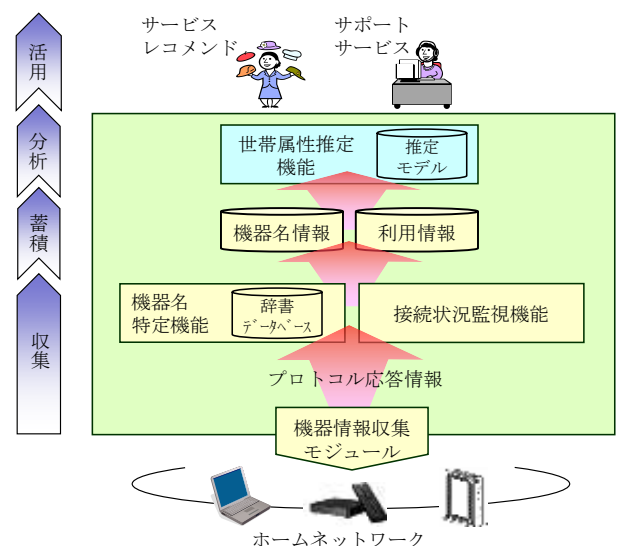 サービス
レコメンド
サポート
サービス
活用
分析
蓄積
収集
世帯属性推定
機能
推定
モデル
機器名情報
利用情報
機器名
特定機能
辞書
ﾃﾞｰﾀﾍﾞｰｽ
接続状況監視機能
プロトコル応答情報
機器情報収集
モジュール
ホームネットワーク